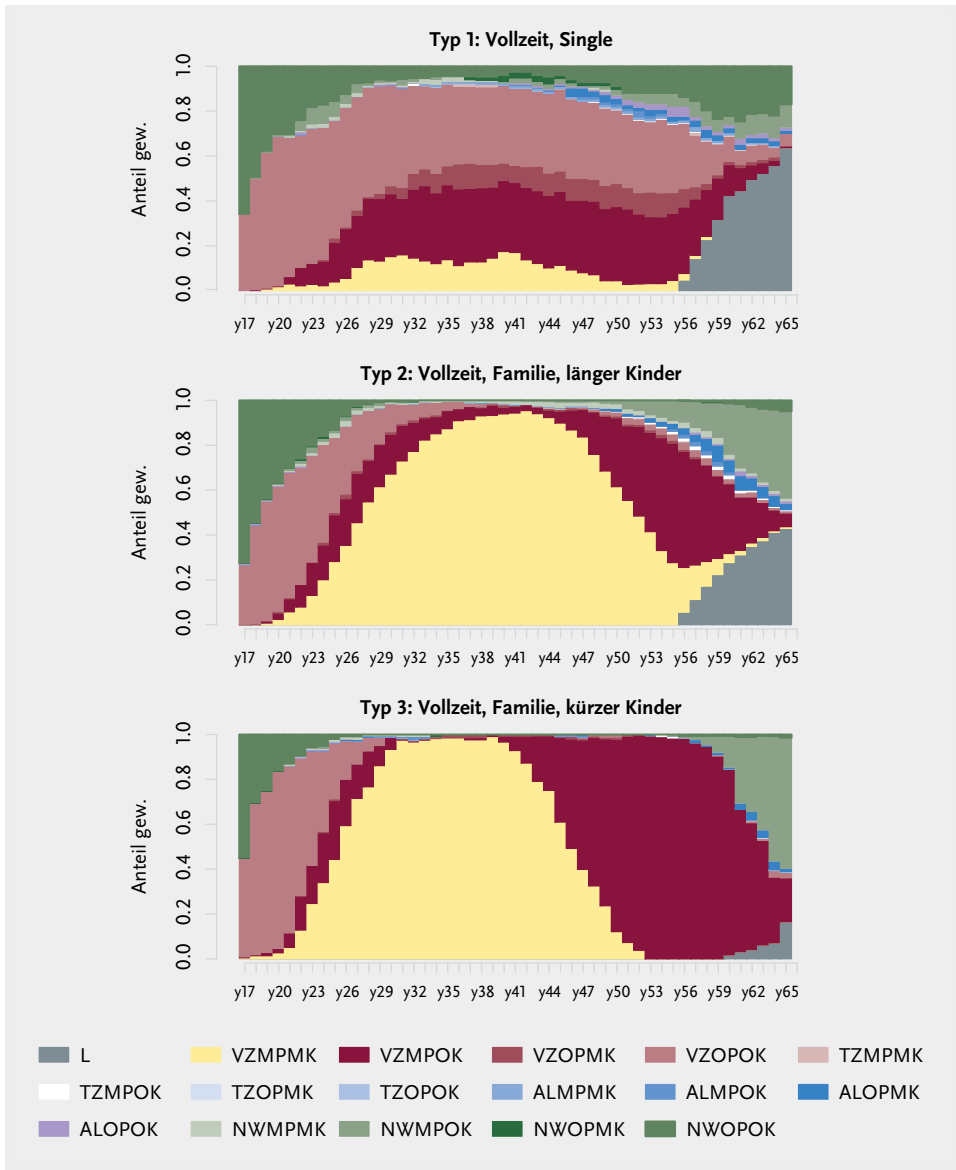 Typ 1: Vollzeit, Single
Anteil gew.
1.0
0.8
0.6
0.4
0.2
0.0
y17 y20 y23 y26 y29 y32 y35 y38 y41 y44 y47 y50 y53 y56 y59 y62 y65
Typ 2: Vollzeit, Familie, länger Kinder
Anteil gew.
1.0
0.8
0.6
0.4
0.2
0.0
y17 y20 y23 y26 y29 y32 y35 y38 y41 y44 y47 y50 y53 y56 y59 y62 y65
Typ 3: Vollzeit, Familie, kürzer Kinder
Anteil gew.
1.0
0.8
0.6
0.4
0.2
0.0
y17 y20 y23 y26 y29 y32 y35 y38 y41 y44 y47 y50 y53 y56 y59 y62 y65
L VZMPMK VZMPOK VZOPMK VZOPOK TZMPMK
TZMPOK TZOPMK TZOPOK ALMPMK ALMPOK ALOPMK
ALOPOK NWMPMK NWMPOK NWOPMK NWOPOK